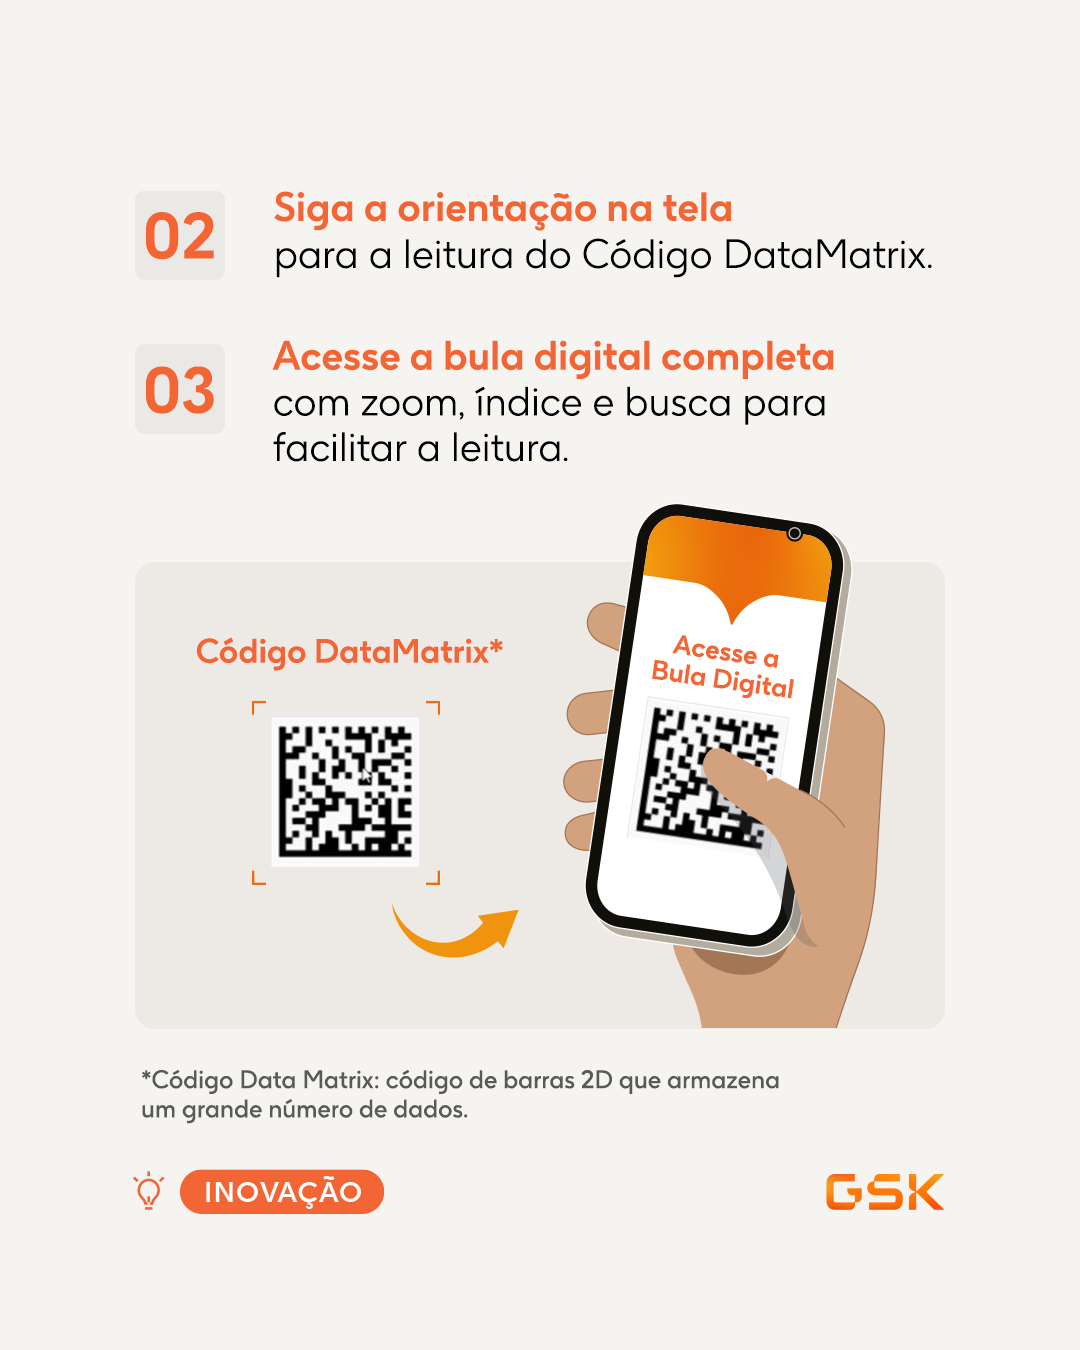 02
Siga a orientação na tela
para a leitura do Código DataMatrix.
03
Acesse a bula digital completa
com zoom, índice e busca para
facilitar a leitura.
Código DataMatrix*
Acesse a
Bula Digital
*Código Data Matrix: código de barras 2D que armazena
um grande número de dados.
INOVAÇÃO
GSK